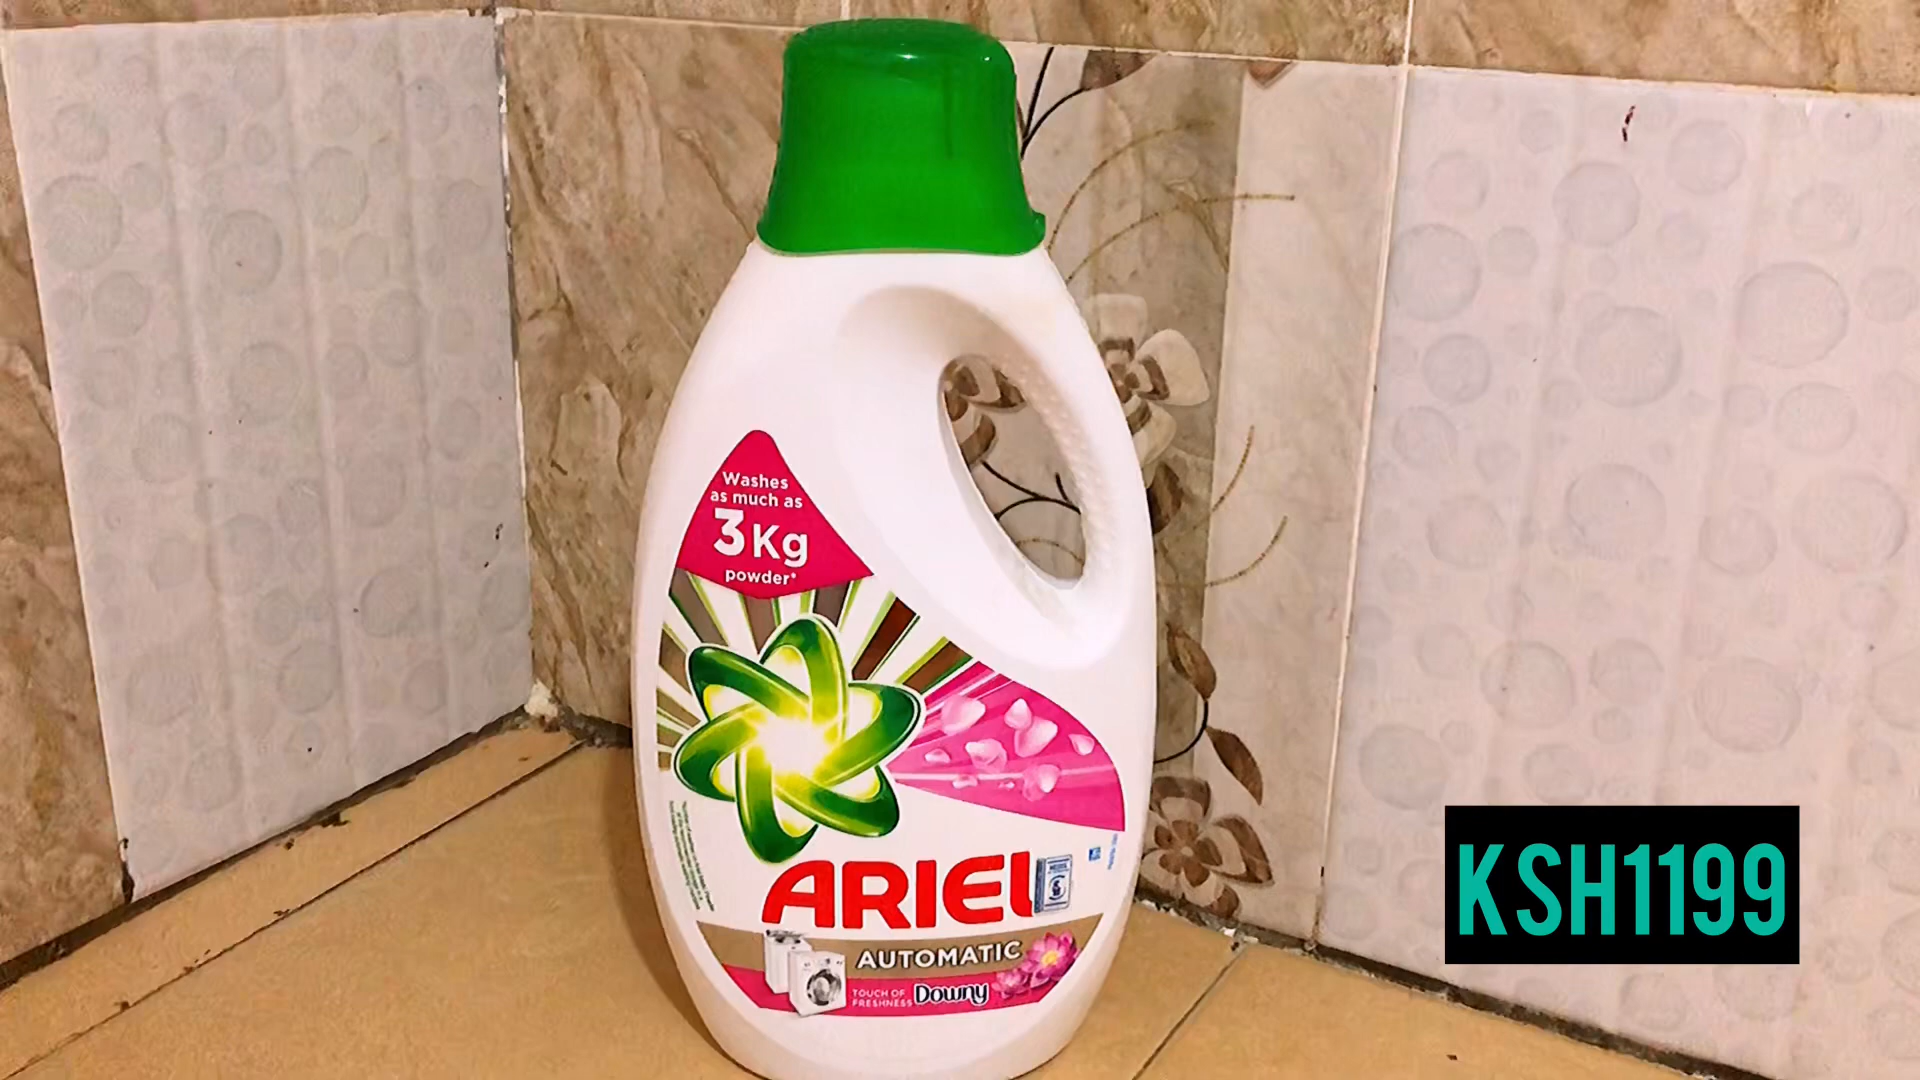 Washes
as much as
3Kg
powder*
ARIEL
AUTOMATIC
TOUCH OF
FRESHNESS Downy
KSH1199